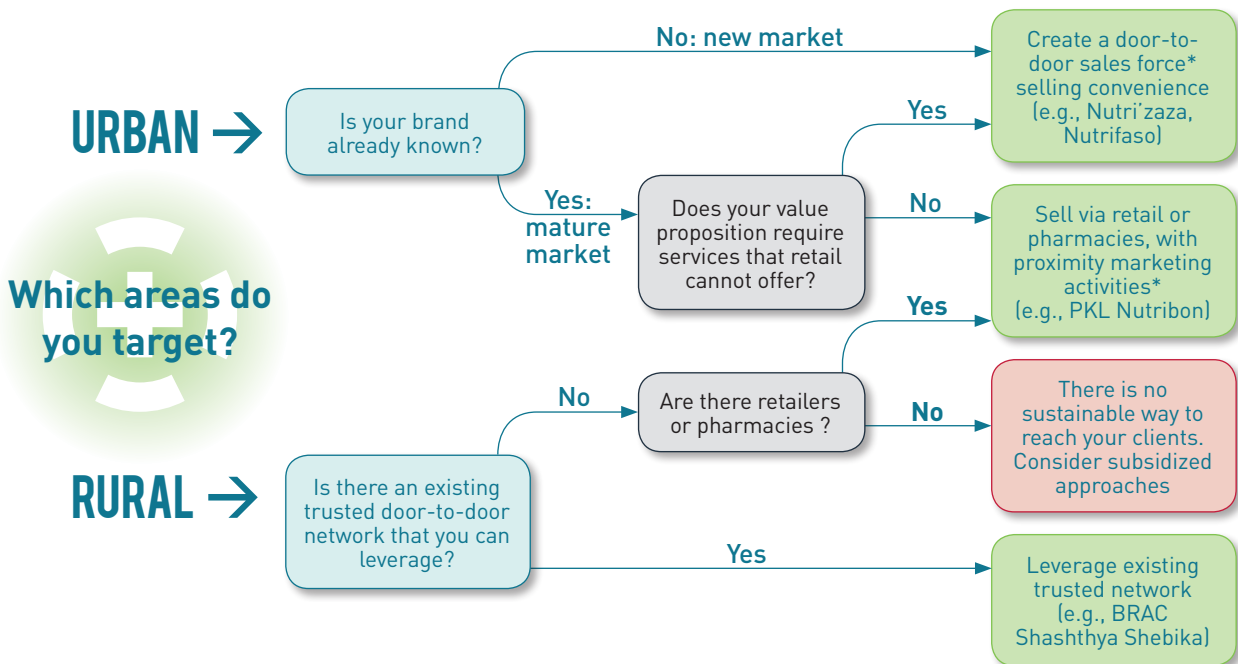 No: new market
Create a door-to-
door sales force*
selling convenience
(e.g., Nutri’zaza,
Nutrifaso)
URBAN
Is your brand
already known?
Yes
Yes:
mature
market
Does your value
proposition require
services that retail
cannot offer?
No
Sell via retail or
pharmacies, with
proximity marketing
activities*
(e.g., PKL Nutribon)
Which areas do
you target?
Yes
No
Are there retailers
or pharmacies ?
No
There is no
sustainable way to
reach your clients.
Consider subsidized
approaches
RURAL
Is there an existing
trusted door-to-door
network that you can
leverage?
Yes
Leverage existing
trusted network
(e.g., BRAC
Shashthya Shebika)